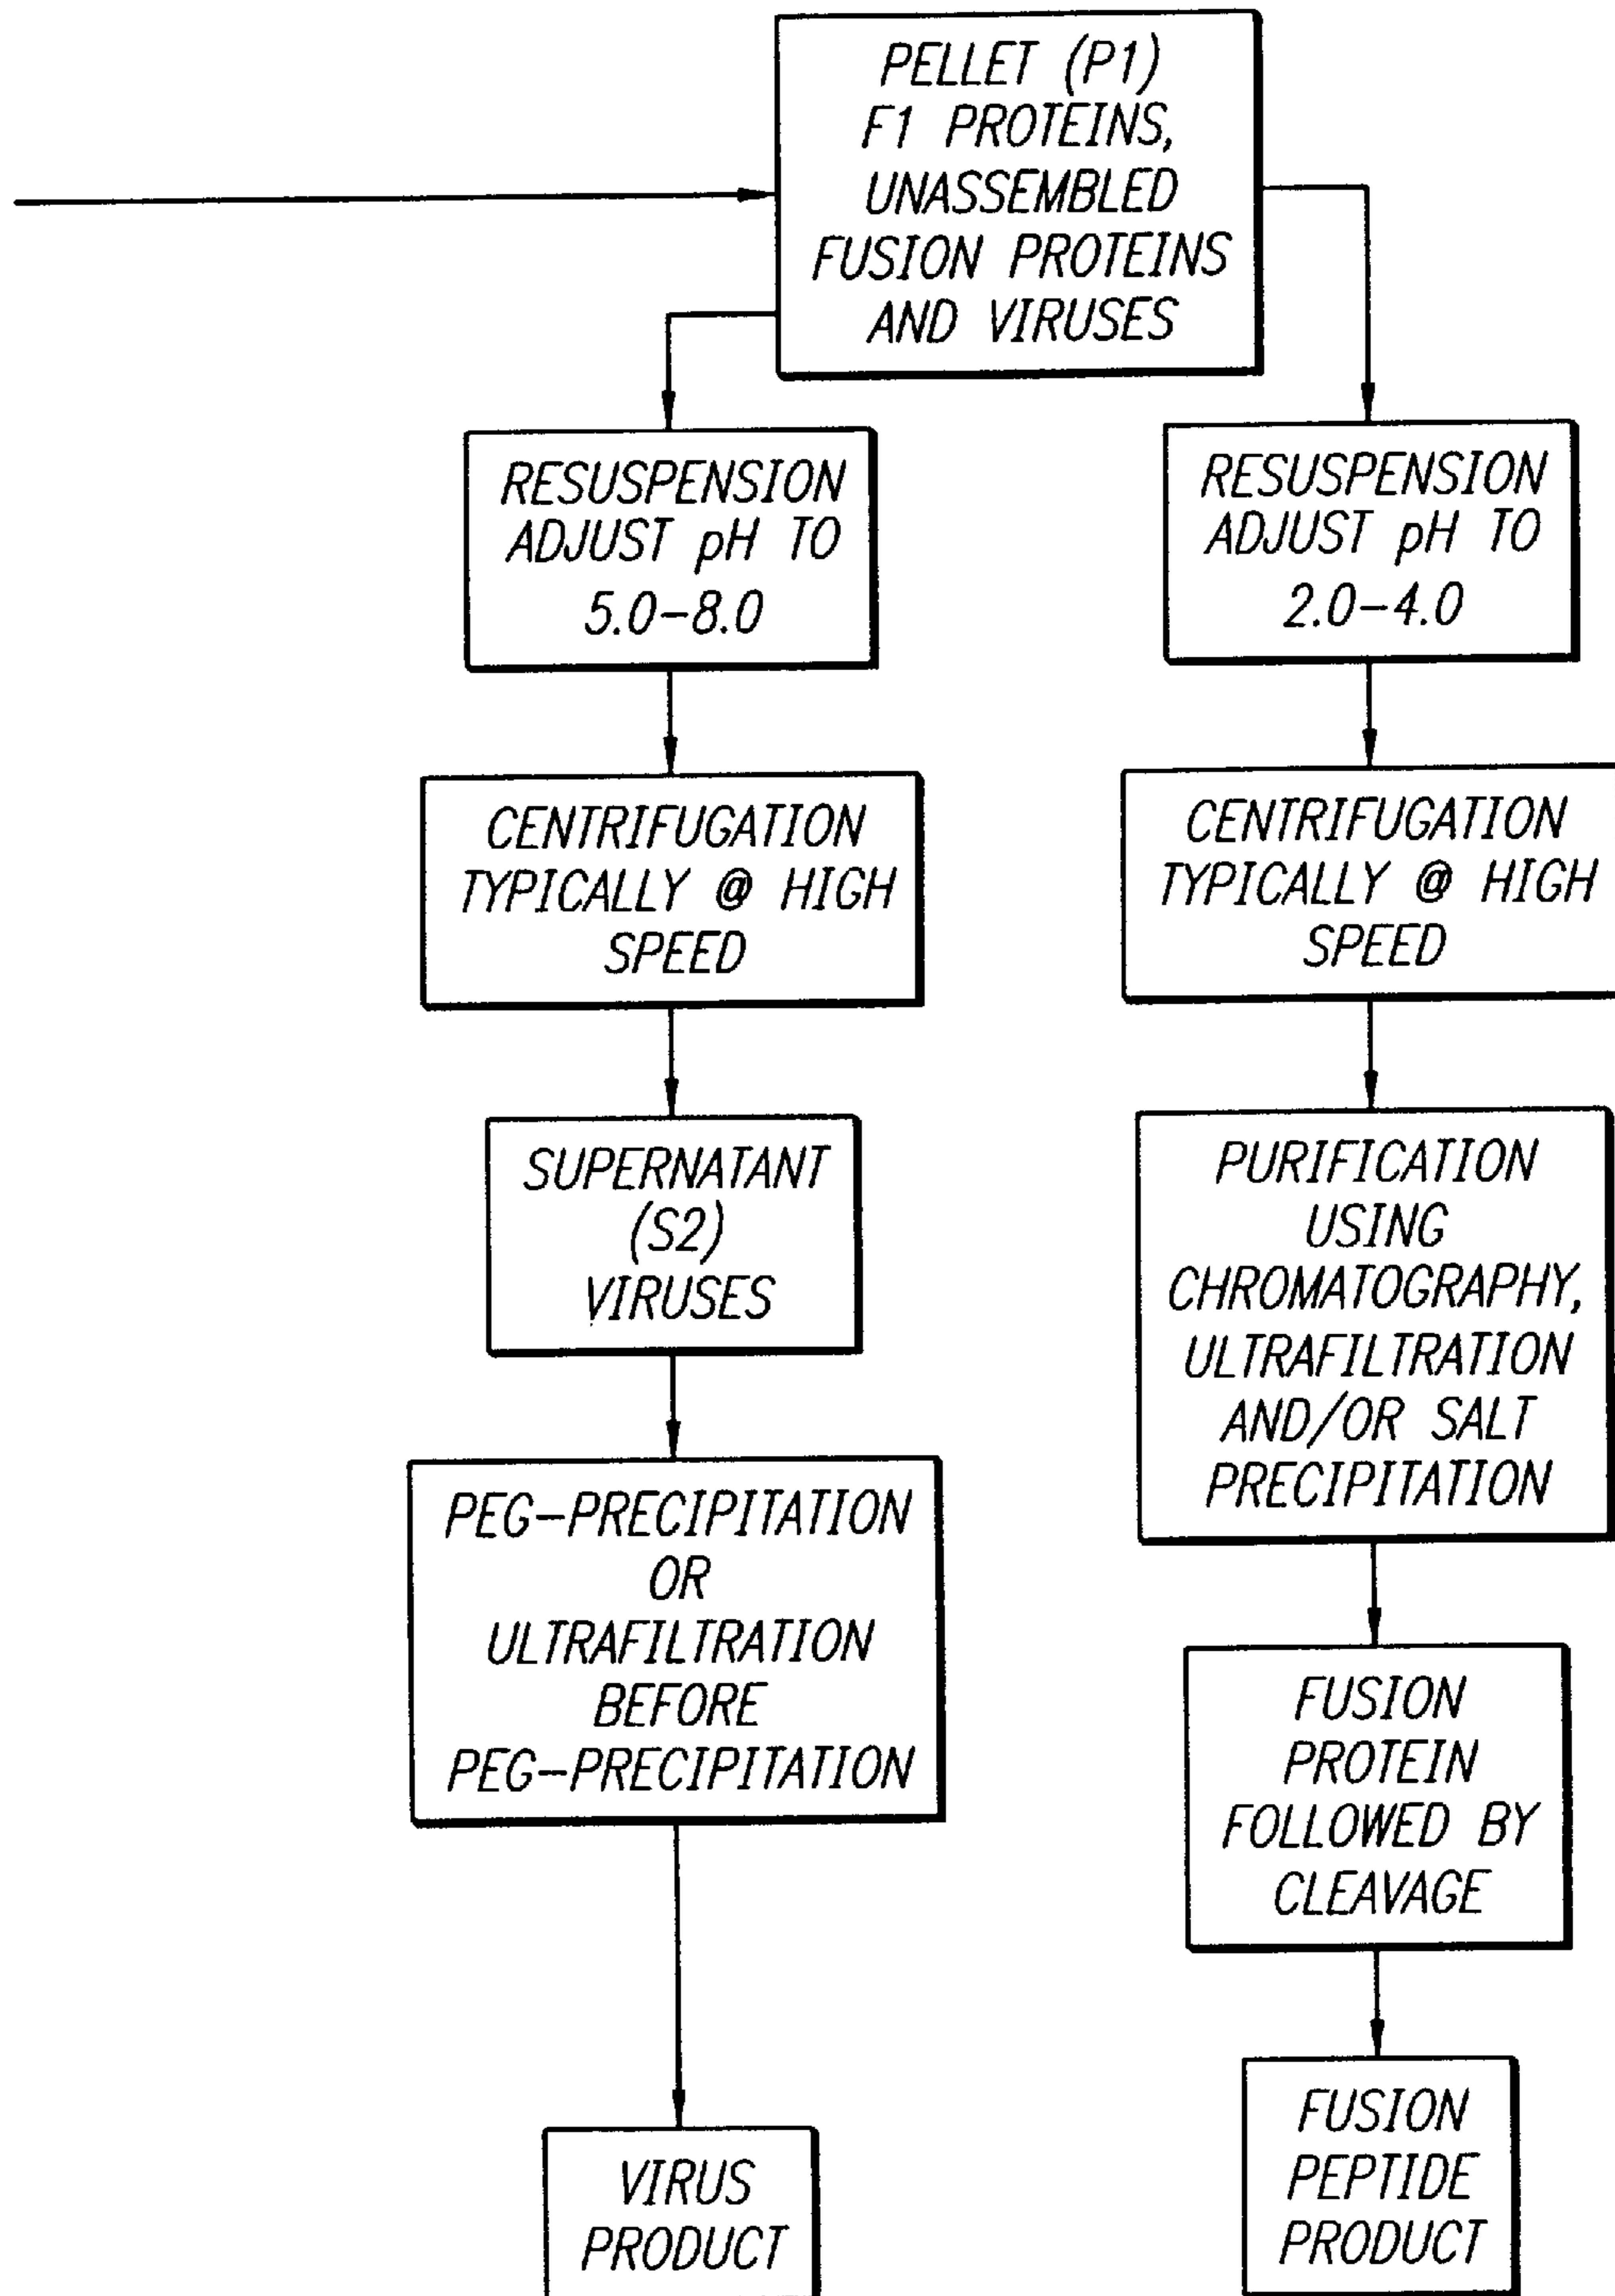 PELLET (P1)
F1 PROTEINS,
UNASSEMBLED
FUSION PROTEINS
AND VIRUSES
RESUSPENSION
ADJUST pH TO
5.0-8.0
CENTRIFUGATION
TYPICALLY @ HIGH
SPEED
SUPERNATANT
(S2)
VIRUSES
PEG-PRECIPITATION
OR
ULTRAFILTRATION
BEFORE
PEG-PRECIPITATION
VIRUS
PRODUCT
RESUSPENSION
ADJUST pH TO
2.0-4.0
CENTRIFUGATION
TYPICALLY @ HIGH
SPEED
PURIFICATION
USING
CHROMATOGRAPHY,
ULTRAFILTRATION
AND/OR SALT
PRECIPITATION
FUSION
PROTEIN
FOLLOWED BY
CLEAVAGE
FUSION
PEPTIDE
PRODUCT